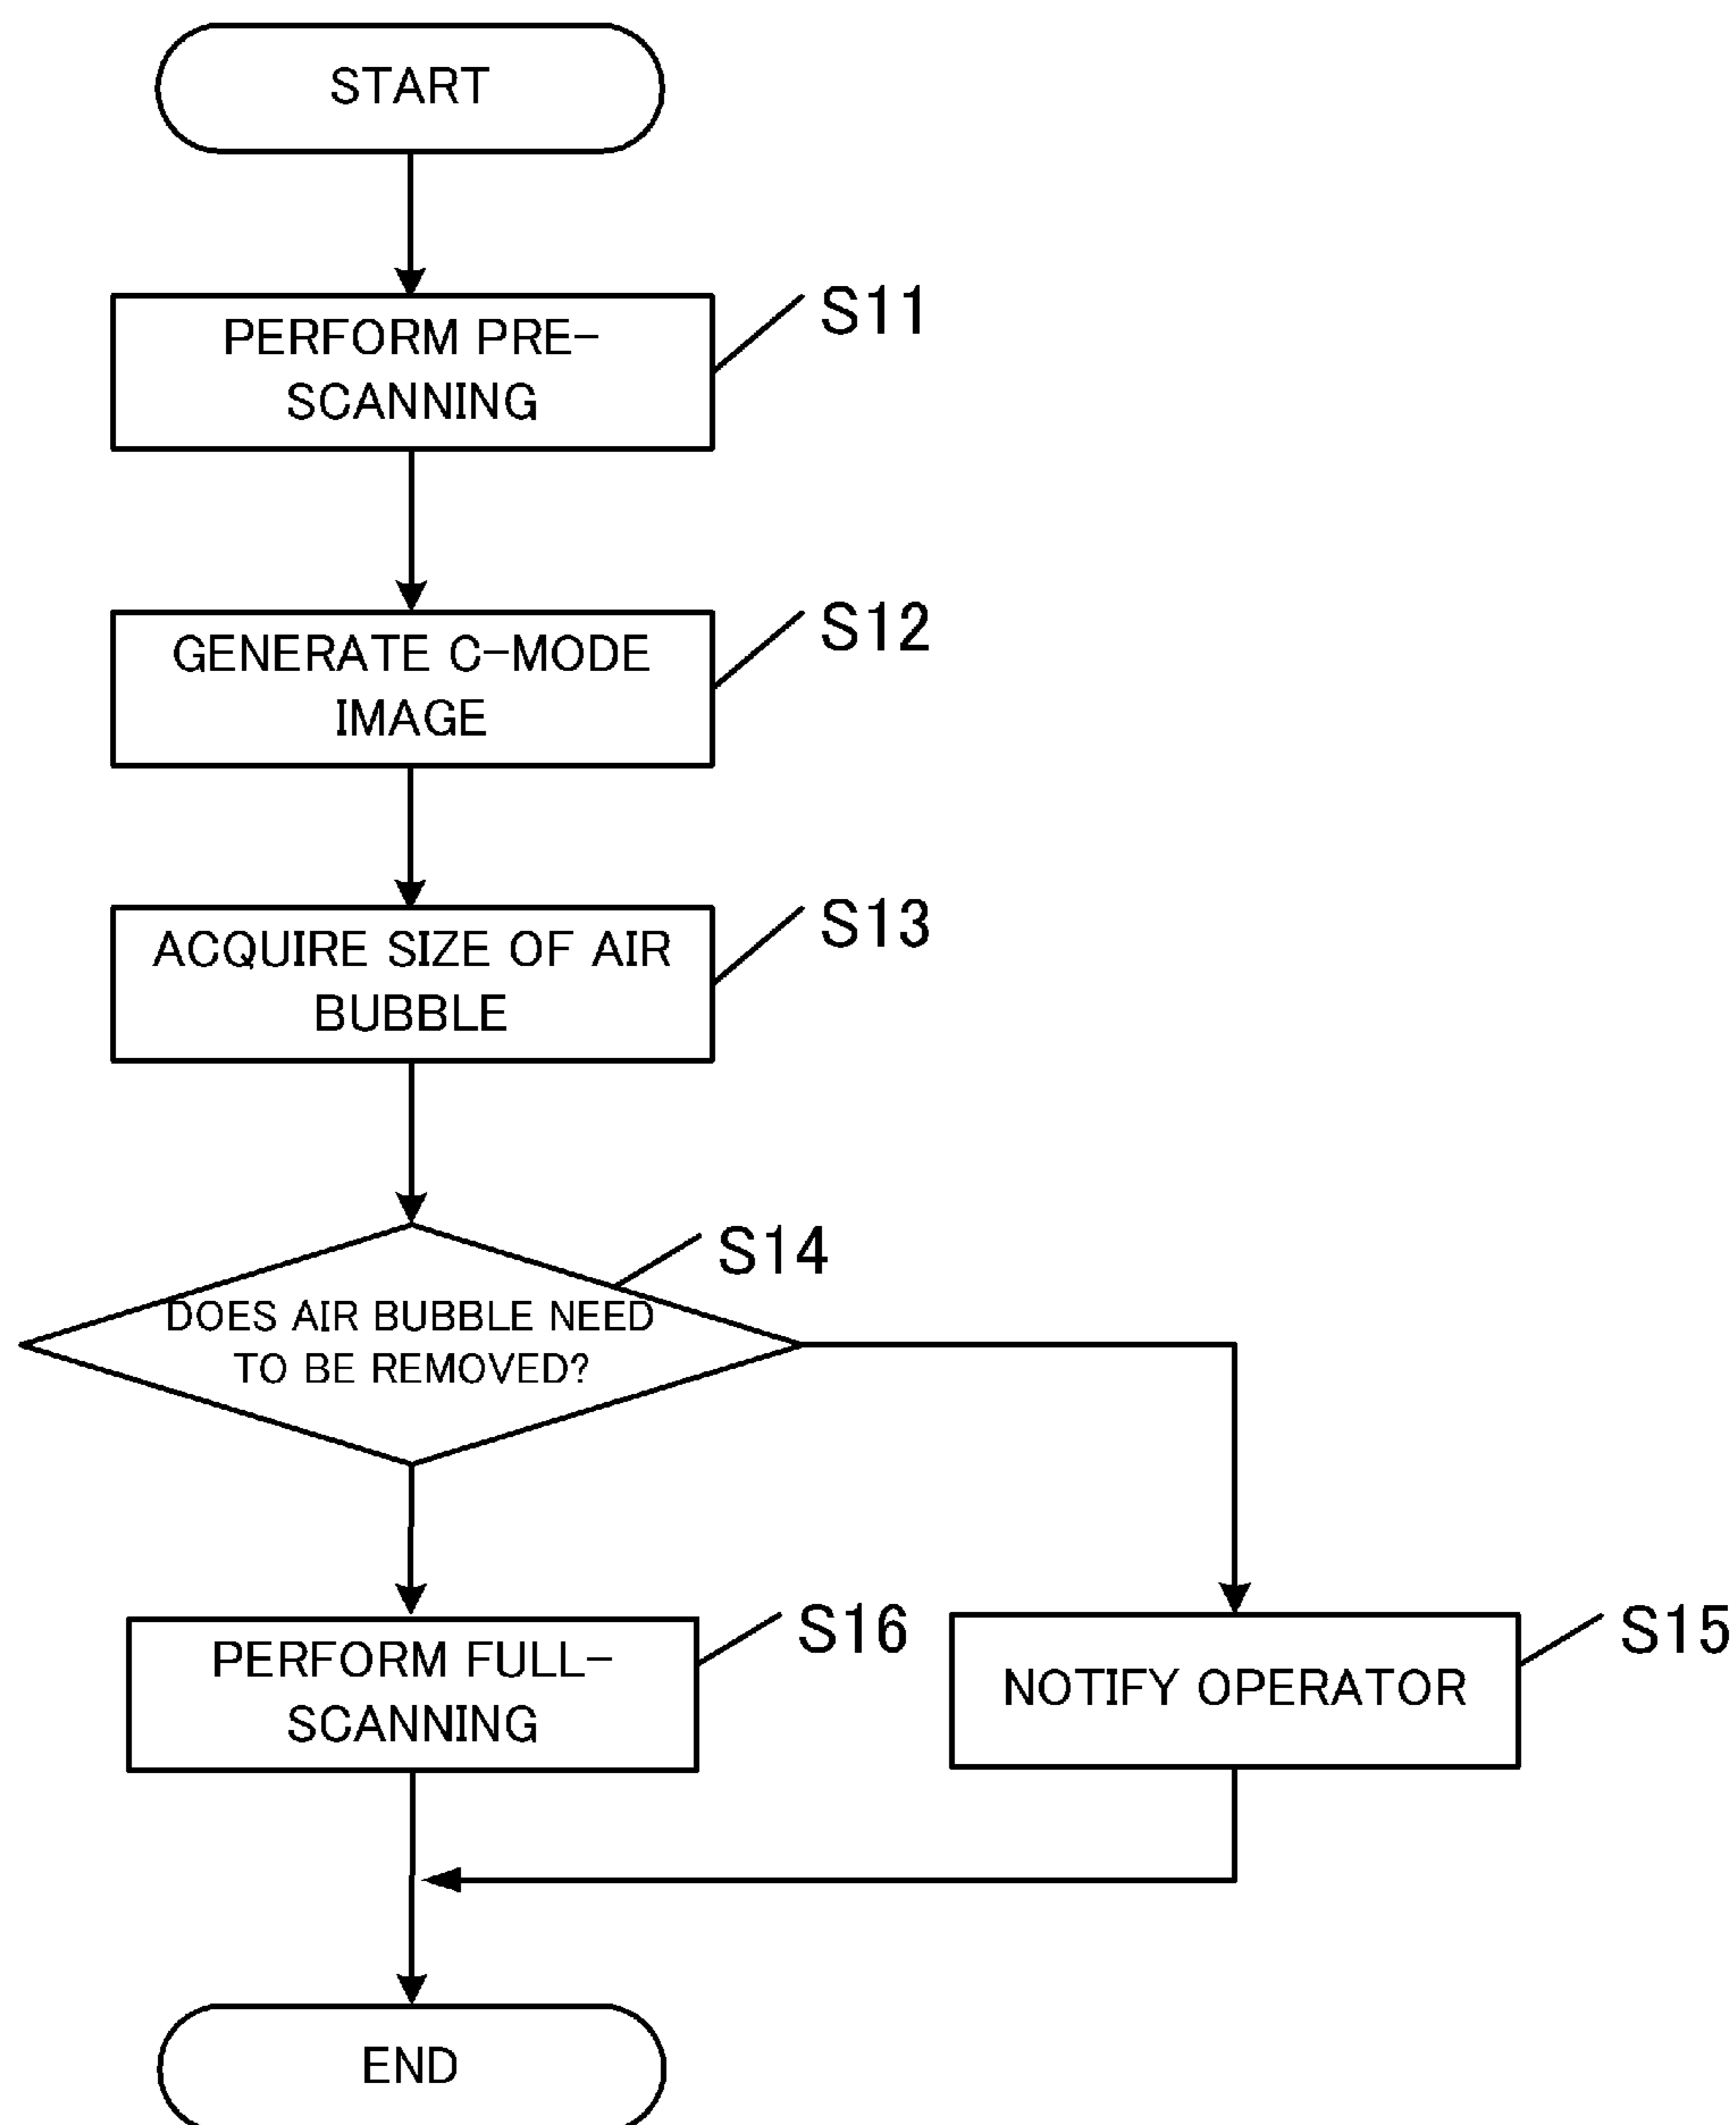 START
PERFORM PRE-
SCANNING
S11
GENERATE C-MODE
IMAGE
S12
ACQUIRE SIZE OF AIR
BUBBLE
S13
DOES AIR BUBBLE NEED
TO BE REMOVED?
S14
PERFORM FULL-
SCANNING
S16
NOTIFY OPERATOR
S15
END